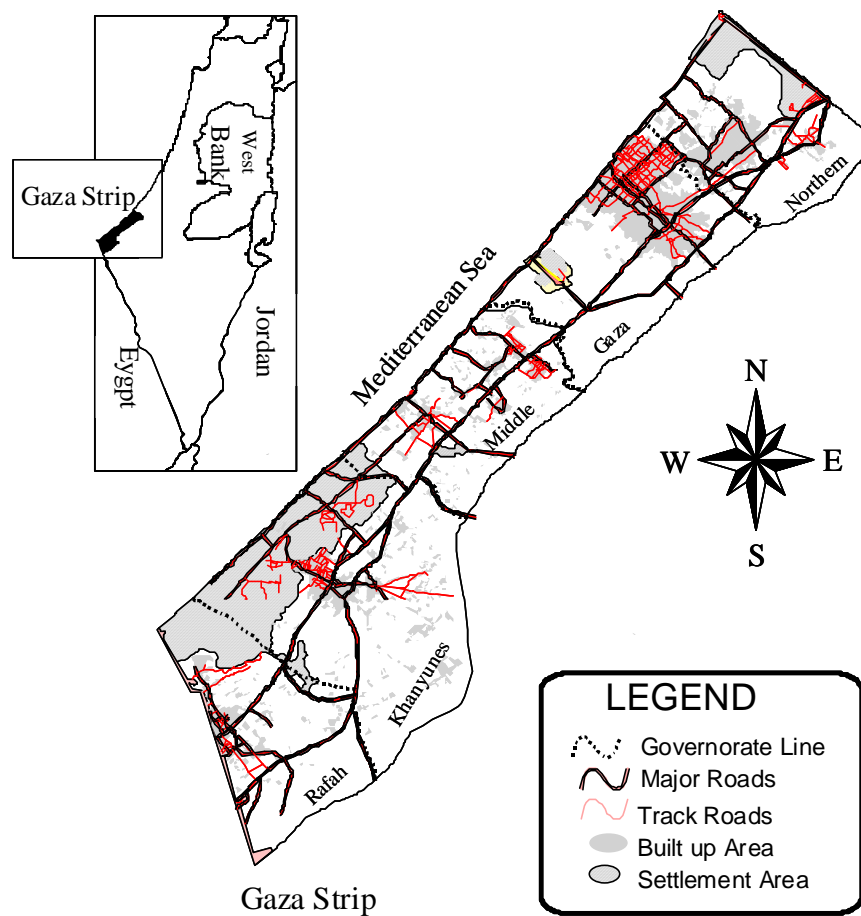 West
Bank
Gaza Strip
Jordan
Eygpt
Mediterranean Sea
Northern
Gaza
Middle
Khanyunes
Rafah
N
W
E
S
Gaza Strip
LEGEND
Governorate Line
Major Roads
Track Roads
Built up Area
Settlement Area